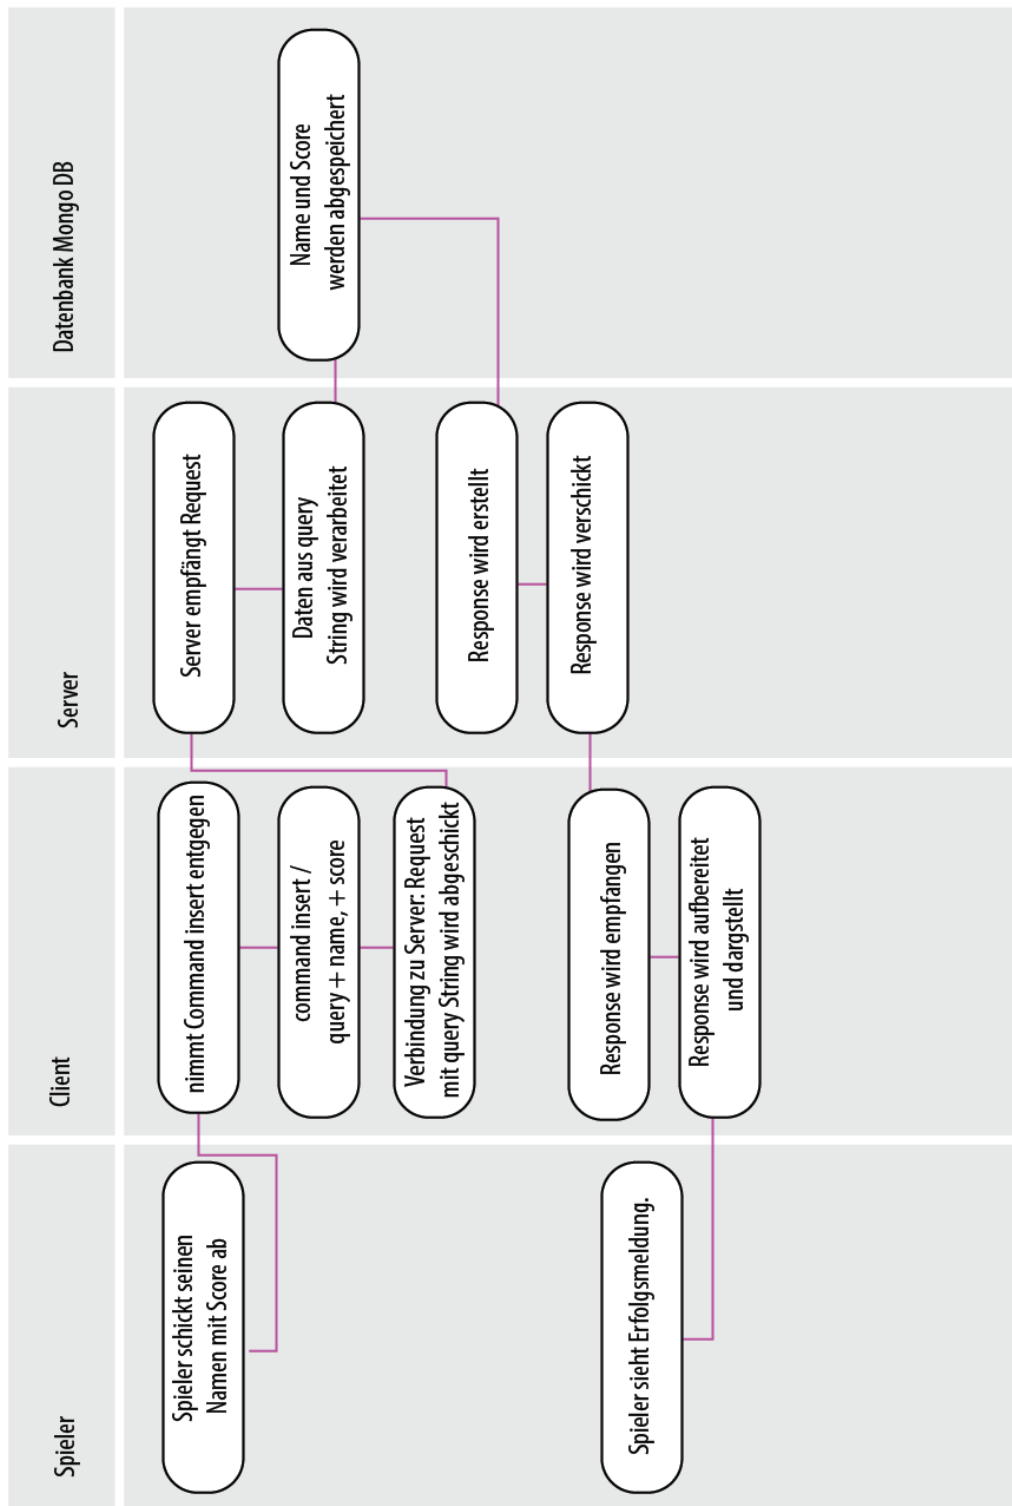 Spieler
Client
Server
Datenbank Mongo DB
Spieler schickt seinen
Namen mit Score ab
nimmt Command insert entgegen
command insert /
query + name, + score
Verbindung zu Server: Request
mit query String wird abgeschickt
Server empfängt Request
Daten aus query
String wird verarbeitet
Name und Score
werden abgespeichert
Response wird erstellt
Response wird verschickt
Response wird empfangen
Response wird aufbereitet
und dargstellt
Spieler sieht Erfolgsmeldung.